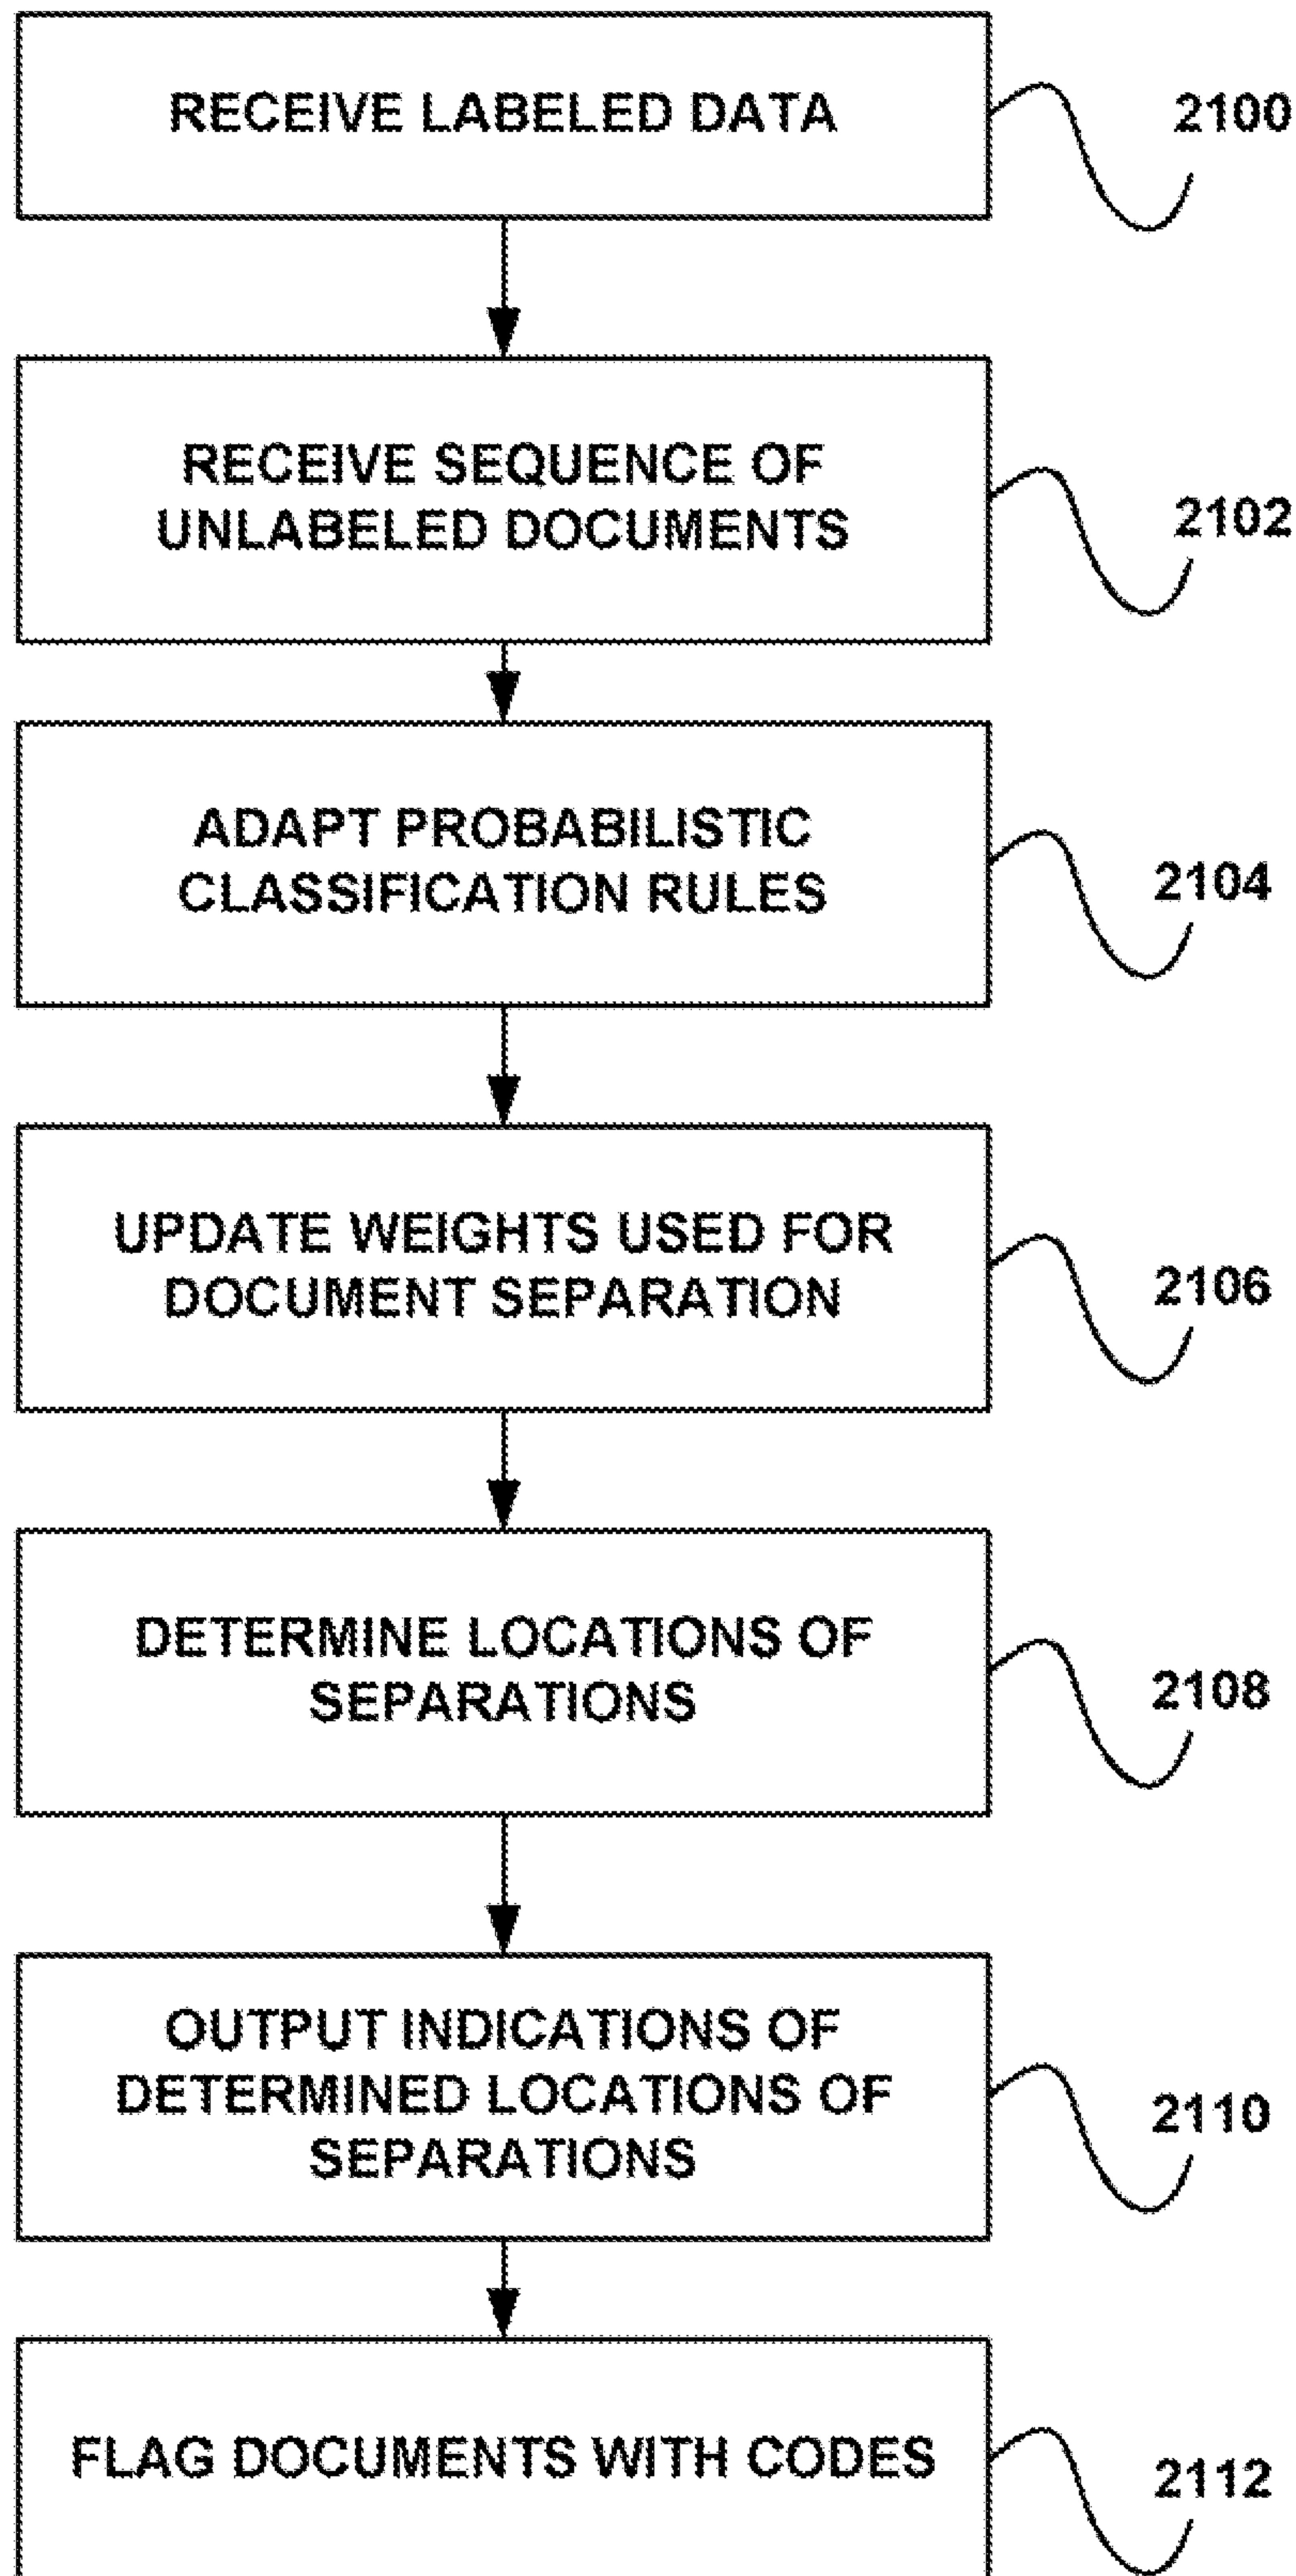 RECEIVE LABELED DATA
2100
RECEIVE SEQUENCE OF
UNLABELED DOCUMENTS
2102
ADAPT PROBABILISTIC
CLASSIFICATION RULES
2104
UPDATE WEIGHTS USED FOR
DOCUMENT SEPARATION
2106
DETERMINE LOCATIONS OF
SEPARATIONS
2108
OUTPUT INDICATIONS OF
DETERMINED LOCATIONS OF
SEPARATIONS
2110
FLAG DOCUMENTS WITH CODES
2112